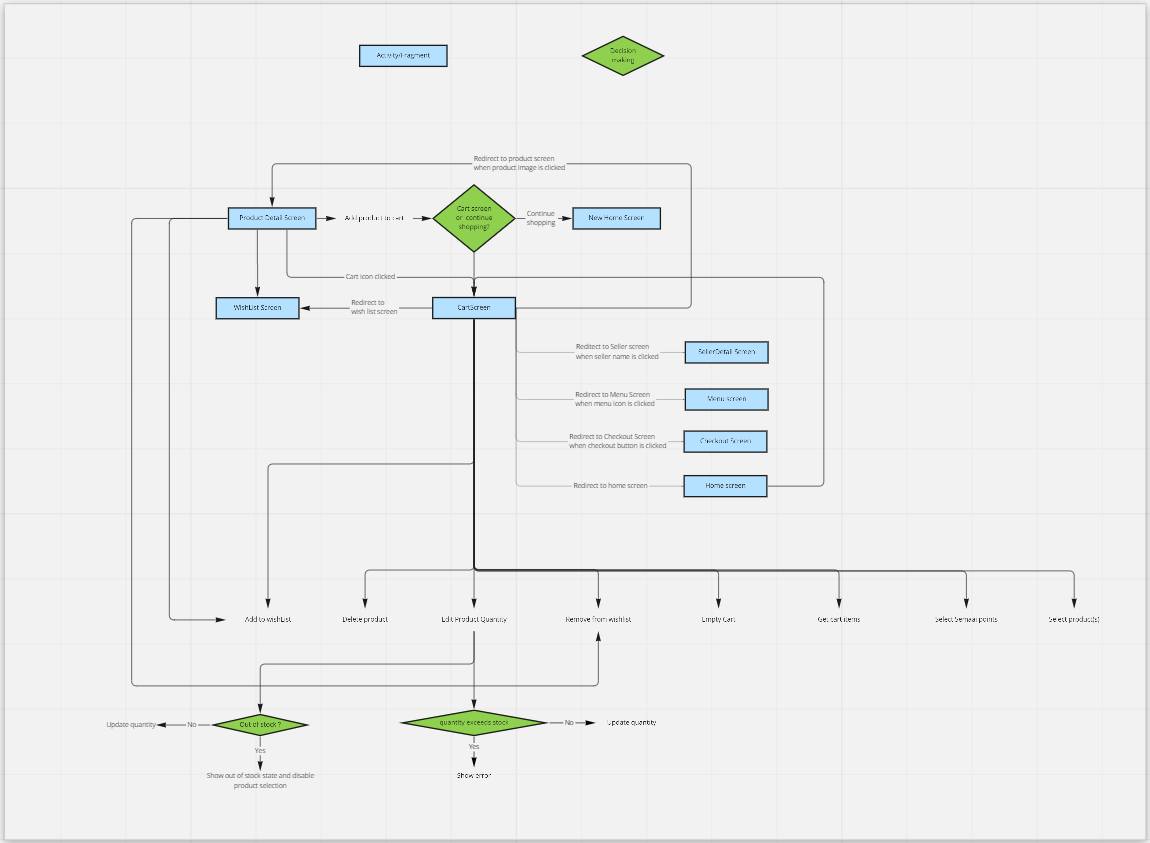 Activity/Fragment
Decision
making
Redirect to product screen
when product image is clicked
Product Detail Screen
Add product to cart
Cart screen
or continue
shopping?
Continue
shopping
New Home Screen
Cart icon clicked
WishList Screen
Redirect to
wish list screen
CartScreen
Redirect to Seller screen
when seller name is clicked
SellerDetail Screen
Redirect to Menu Screen
when menu icon is clicked
Menu screen
Redirect to Checkout Screen
when checkout button is clicked
Checkout Screen
Redirect to home screen
Home screen
Add to wishList
Delete product
Edit Product Quantity
Remove from wishlist
Empty Cart
Get cart items
Select Semaai points
Select product(s)
Update quantity
No
Out of stock ?
quantity exceeds stock
No
Update quantity
Yes
Yes
Show out of stock state and disable
product selection
Show error